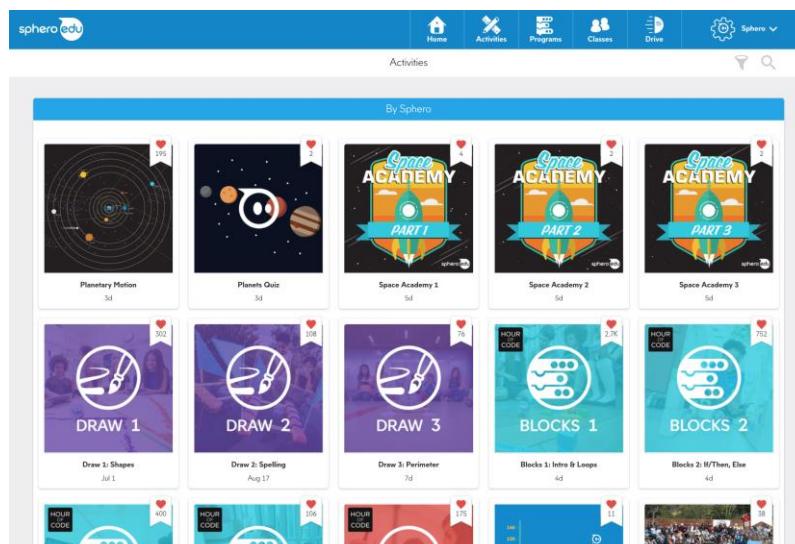 sphero edu
Home
Activities
Programs
Classes
Drive
Sphero
Activities
By Sphero
195
2
4
2
2
Space
ACADEMY
PART 1
sphero edu
Space
ACADEMY
PART 2
sphero edu
Space
ACADEMY
PART 3
sphero edu
Planetary Motion
Planets Quiz
Space Academy 1
Space Academy 2
Space Academy 3
3d
3d
5d
5d
5d
302
108
76
HOUR
OF
CODE
2.7K
HOUR
OF
CODE
752
DRAW 1
DRAW 2
DRAW 3
BLOCKS 1
BLOCKS 2
Draw 1: Shapes
Draw 2: Spelling
Draw 3: Perimeter
Blocks 1: Intro & Loops
Blocks 2: If/Then, Else
Jul 1
Aug 17
7d
4d
4d
HOUR
OF
CODE
400
HOUR
OF
CODE
106
HOUR
OF
CODE
175
11
38